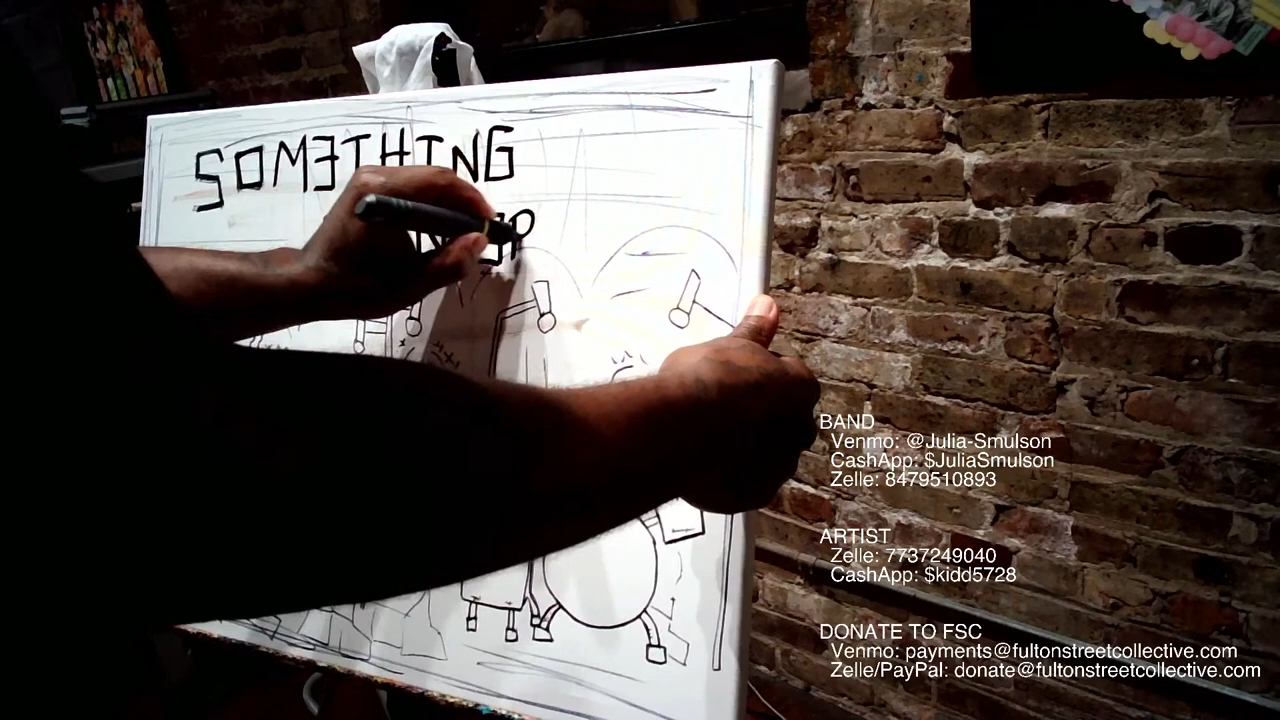 SOMETHING
BAND
Venmo: @Julia-Smulson
CashApp: $JuliaSmulson
Zelle: 8479510893
ARTIST
Zelle: 7737249040
CashApp: $kidd5728
DONATE TO FSC
Venmo: payments@fultonstreetcollective.com
Zelle/PayPal: donate@fultonstreetcollective.com